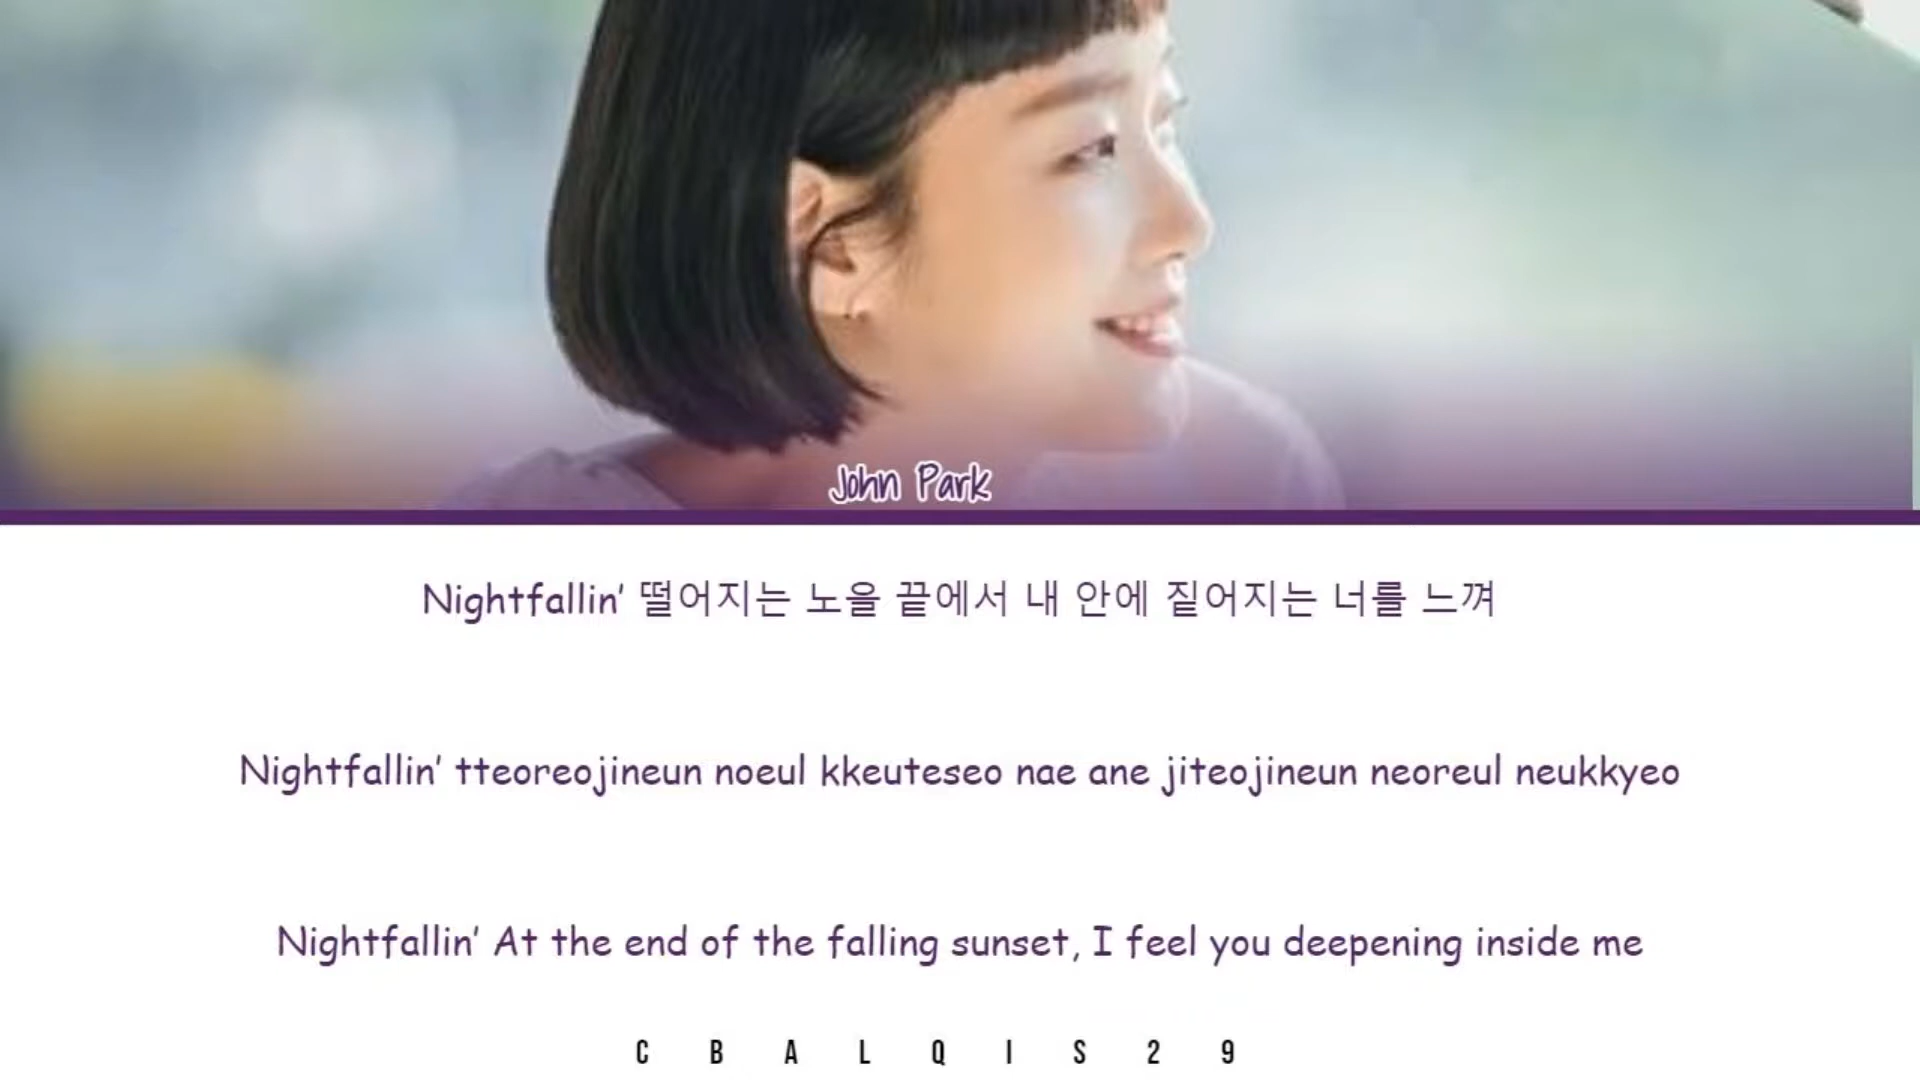 John Park
Nightfallin' 떨어지는 노을 끝에서 내 안에 짙어지는 너를 느껴
Nightfallin' tteoreojineun noeul kkeuteseo nae ane jiteojineun neoreul neukkyeo
Nightfallin' At the end of the falling sunset, I feel you deepening inside me
C B A L Q I S 2 9